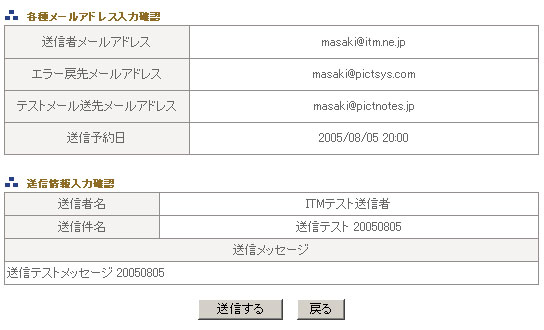 各種メールアドレス入力確認
送信者メールアドレス masaki@itm.ne.jp
エラー戻先メールアドレス masaki@pictsys.com
テストメール送先メールアドレス masaki@pictnotes.jp
送信予約日 2005/08/05 20:00
送信情報入力確認
送信者名 ITMテスト送信者
送信件名 送信テスト 20050805
送信メッセージ
送信テストメッセージ 20050805
送信する 戻る